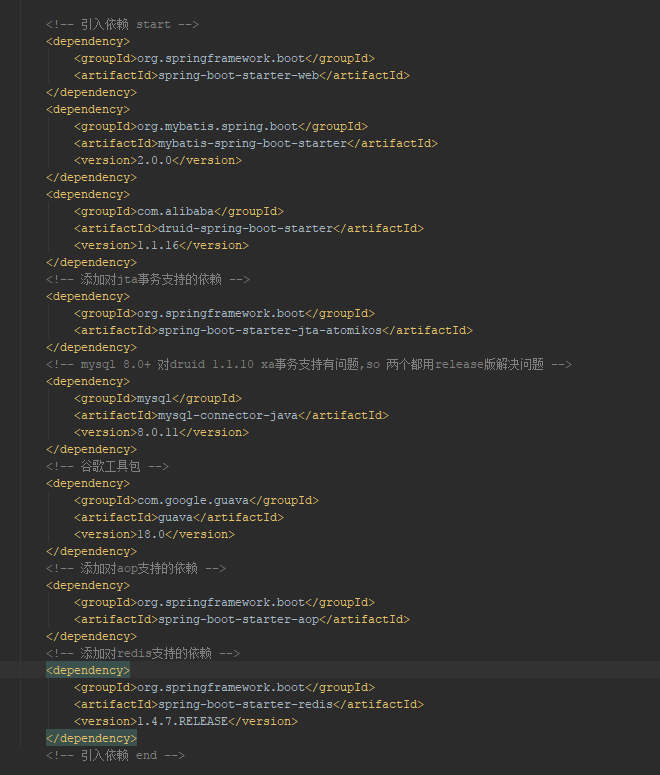 <!-- 引入依赖 start -->
<dependency>
    <groupId>org.springframework.boot</groupId>
    <artifactId>spring-boot-starter-web</artifactId>
</dependency>
<dependency>
    <groupId>org.mybatis.spring.boot</groupId>
    <artifactId>mybatis-spring-boot-starter</artifactId>
    <version>2.0.0</version>
</dependency>
<dependency>
    <groupId>com.alibaba</groupId>
    <artifactId>druid-spring-boot-starter</artifactId>
    <version>1.1.16</version>
</dependency>
<!-- 添加对jta事务支持的依赖 -->
<dependency>
    <groupId>org.springframework.boot</groupId>
    <artifactId>spring-boot-starter-jta-atomikos</artifactId>
</dependency>
<!-- mysql 8.0+ 对druid 1.1.10 xa事务支持有问题,so 两个都用release版解决问题 -->
<dependency>
    <groupId>mysql</groupId>
    <artifactId>mysql-connector-java</artifactId>
    <version>8.0.11</version>
</dependency>
<!-- 谷歌工具包 -->
<dependency>
    <groupId>com.google.guava</groupId>
    <artifactId>guava</artifactId>
    <version>18.0</version>
</dependency>
<!-- 添加对aop支持的依赖 -->
<dependency>
    <groupId>org.springframework.boot</groupId>
    <artifactId>spring-boot-starter-aop</artifactId>
</dependency>
<!-- 添加对redis支持的依赖 -->
<dependency>
    <groupId>org.springframework.boot</groupId>
    <artifactId>spring-boot-starter-redis</artifactId>
    <version>1.4.7.RELEASE</version>
</dependency>
<!-- 引入依赖 end -->